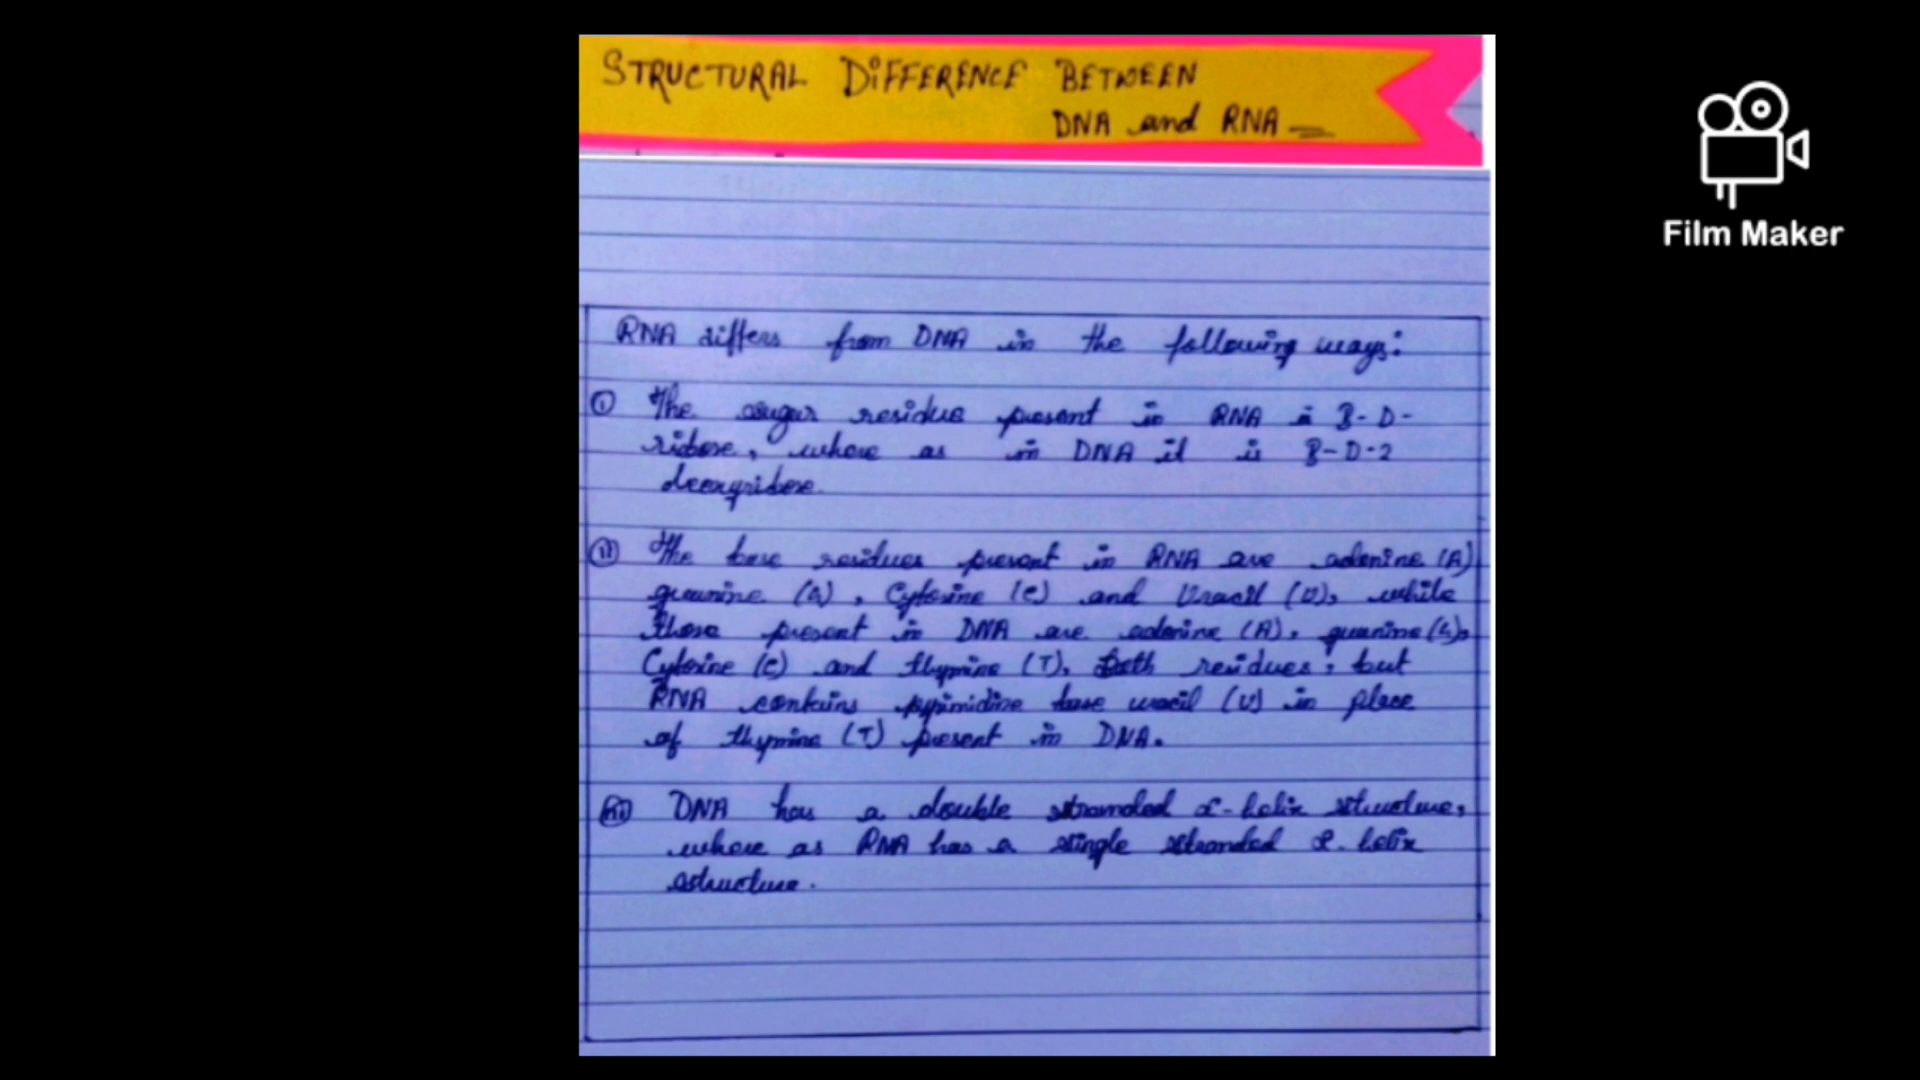 STRUCTURAL DIFFERENCE BETWEEN
DNA and RNA
Film Maker
RNA differs from DNA in the following ways:
(i) The sugar residue present in RNA is β-D-
ribose, where as in DNA it is β-D-2
deoxyribose.
(ii) The base residues present in RNA are adenine (A)
guanine (G), Cytosine (C) and Uracil (U), while
those present in DNA are adenine (A), guanine (G),
Cytosine (C) and thymine (T), Both residues, but
RNA contains base uracil (U) in place
of thymine (T) present in DNA.
(iii) DNA has a double stranded α-helix structure,
where as RNA has a single stranded α-helix
structure.